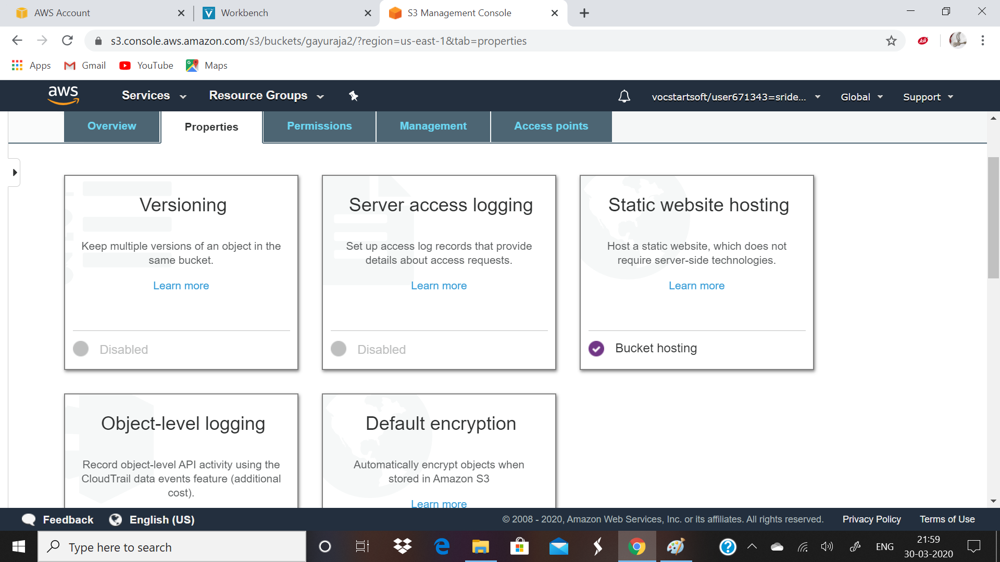 AWS Account
Workbench
S3 Management Console
s3.console.aws.amazon.com/s3/buckets/gayuraja2/?region=us-east-1&tab=properties
Ask
Apps
Gmail
YouTube
Maps
aws
Services
Resource Groups
vocstartsoft/user671343=sride...
Global
Support
Overview
Properties
Permissions
Management
Access points
Versioning
Keep multiple versions of an object in the
same bucket.
Learn more
Disabled
Server access logging
Set up access log records that provide
details about access requests.
Learn more
Disabled
Static website hosting
Host a static website, which does not
require server-side technologies.
Learn more
Bucket hosting
Object-level logging
Record object-level API activity using the
CloudTrail data events feature (additional
cost).
Default encryption
Automatically encrypt objects when
stored in Amazon S3
Learn more
Feedback
English (US)
© 2008 - 2020, Amazon Web Services, Inc. or its affiliates. All rights reserved.
Privacy Policy
Terms of Use
Type here to search
ENG
21:59
30-03-2020